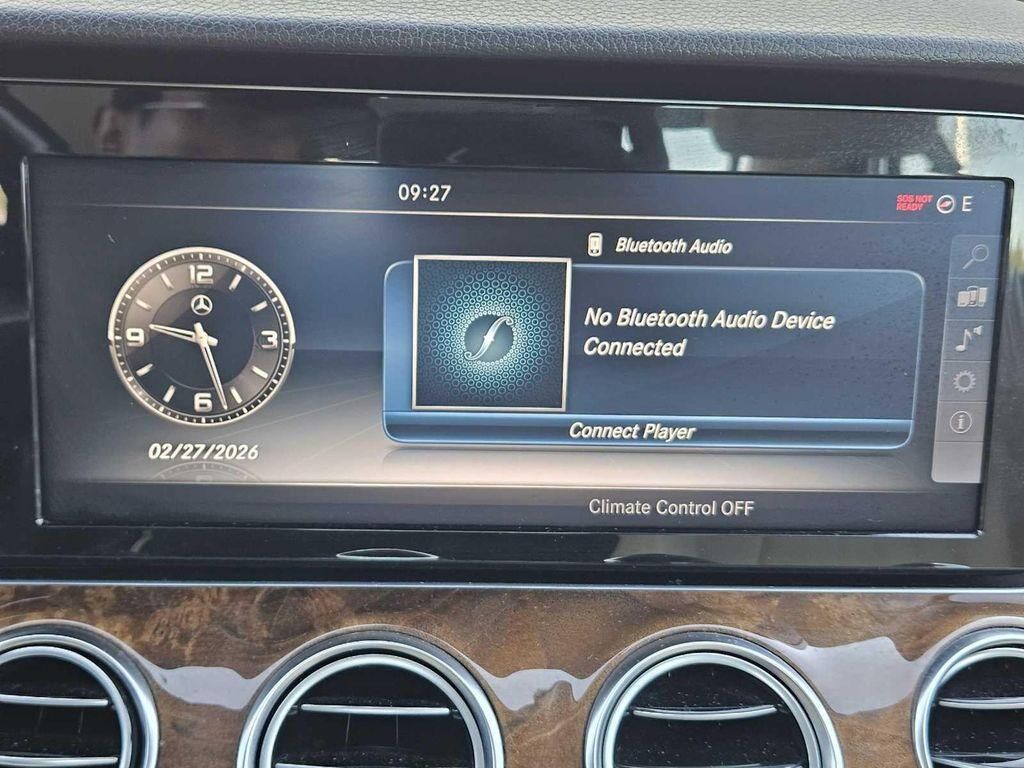 09:27
SOS NOT
READY
E
Bluetooth Audio
12
9
3
6
No Bluetooth Audio Device
Connected
Connect Player
02/27/2026
Climate Control OFF